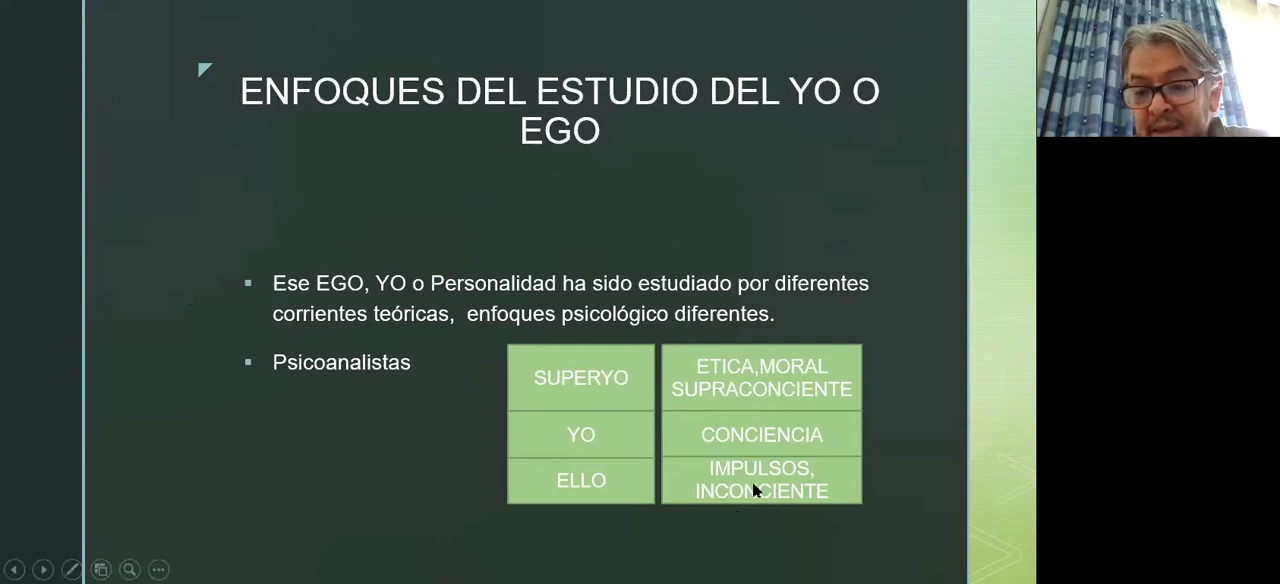 ENFOQUES DEL ESTUDIO DEL YO O
EGO
Ese EGO, YO o Personalidad ha sido estudiado por diferentes
corrientes teóricas, enfoques psicológico diferentes.
Psicoanalistas
SUPERYO
ETICA,MORAL
SUPRACONCIENTE
YO
CONCIENCIA
ELLO
IMPULSOS,
INCONCIENTE